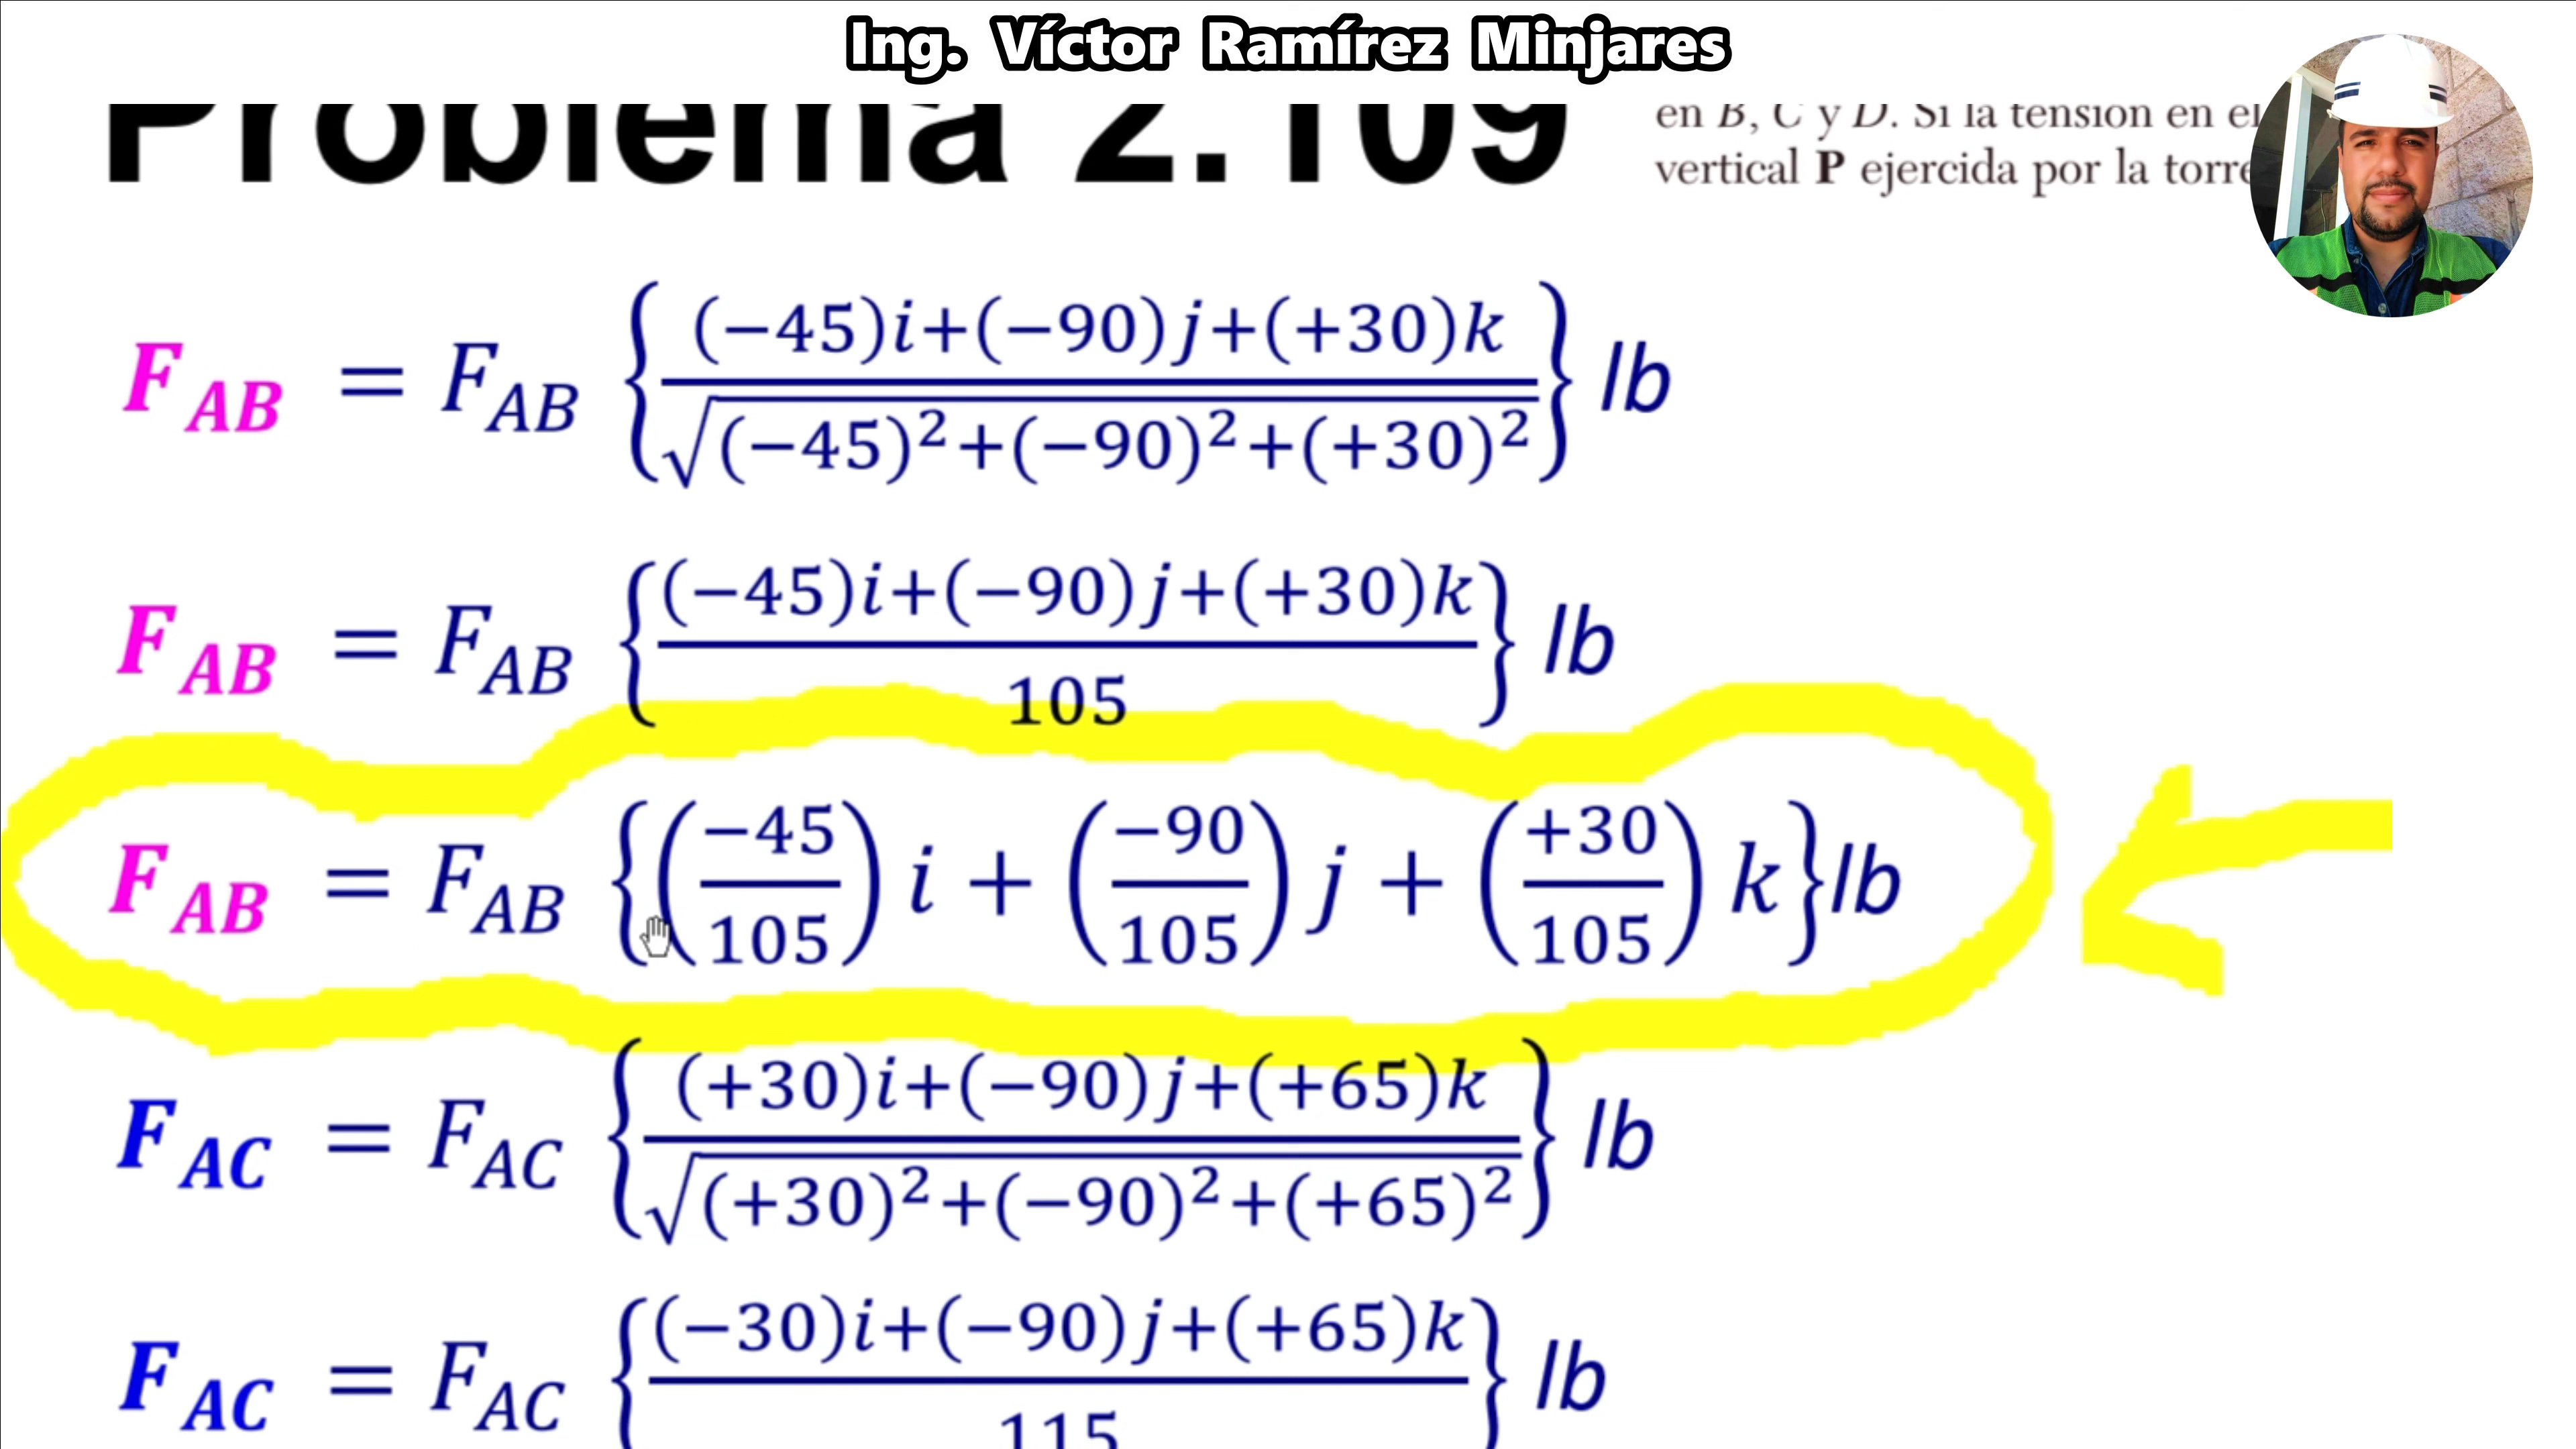 Ing. Víctor Ramírez Minjares
Problema 2.109
en B, C y D. Si la tensión en el
vertical P ejercida por la torre
F_AB = F_AB {((−45)i+(−90)j+(+30)k)/√((−45)²+(−90)²+(+30)²)} lb
F_AB = F_AB {((−45)i+(−90)j+(+30)k)/105} lb
F_AB = F_AB {(−45/105) i + (−90/105) j + (+30/105) k} lb
F_AC = F_AC {((+30)i+(−90)j+(+65)k)/√((+30)²+(−90)²+(+65)²)} lb
F_AC = F_AC {((−30)i+(−90)j+(+65)k)/115} lb